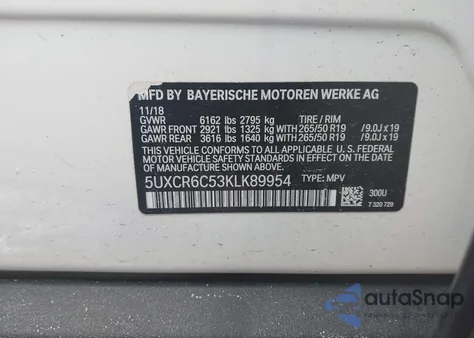 MFD BY BAYERISCHE MOTOREN WERKE AG
11/18
GVWR 6162 lbs 2795 kg TIRE / RIM
GAWR FRONT 2921 lbs 1325 kg WITH 265/50 R19 /9.0J x 19
GAWR REAR 3616 lbs 1640 kg WITH 265/50 R19 /9.0J x 19
THIS VEHICLE CONFORMS TO ALL APPLICABLE U.S. FEDERAL
MOTOR VEHICLE SAFETY STANDARDS IN EFFECT
ON THE DATE OF MANUFACTURE SHOWN ABOVE.
5UXCR6C53KLK89954 TYPE: MPV
300U
7 320 729
autoSnap